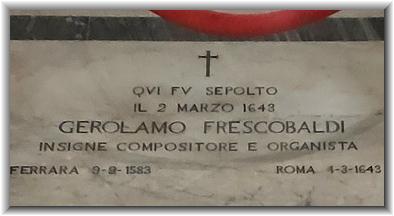 QVI FV SEPOLTO
IL 2 MARZO 1643
GEROLAMO FRESCOBALDI
INSIGNE COMPOSITORE E ORGANISTA
FERRARA 9-9-1583 ROMA 1-3-1643